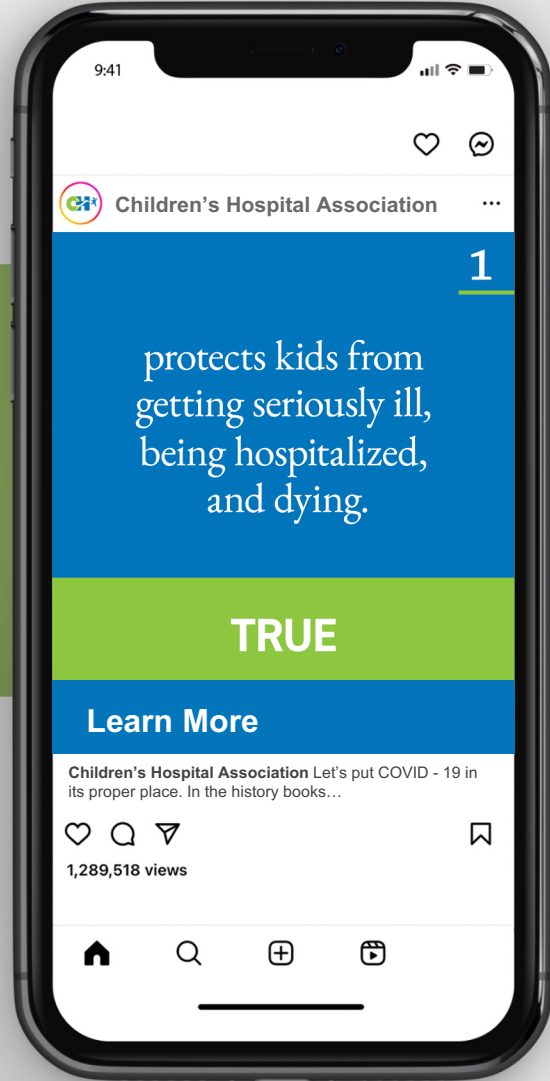 9:41
CH
Children's Hospital Association
1
protects kids from
getting seriously ill,
being hospitalized,
and dying.
TRUE
Learn More
Children's Hospital Association Let's put COVID - 19 in
its proper place. In the history books…
1,289,518 views